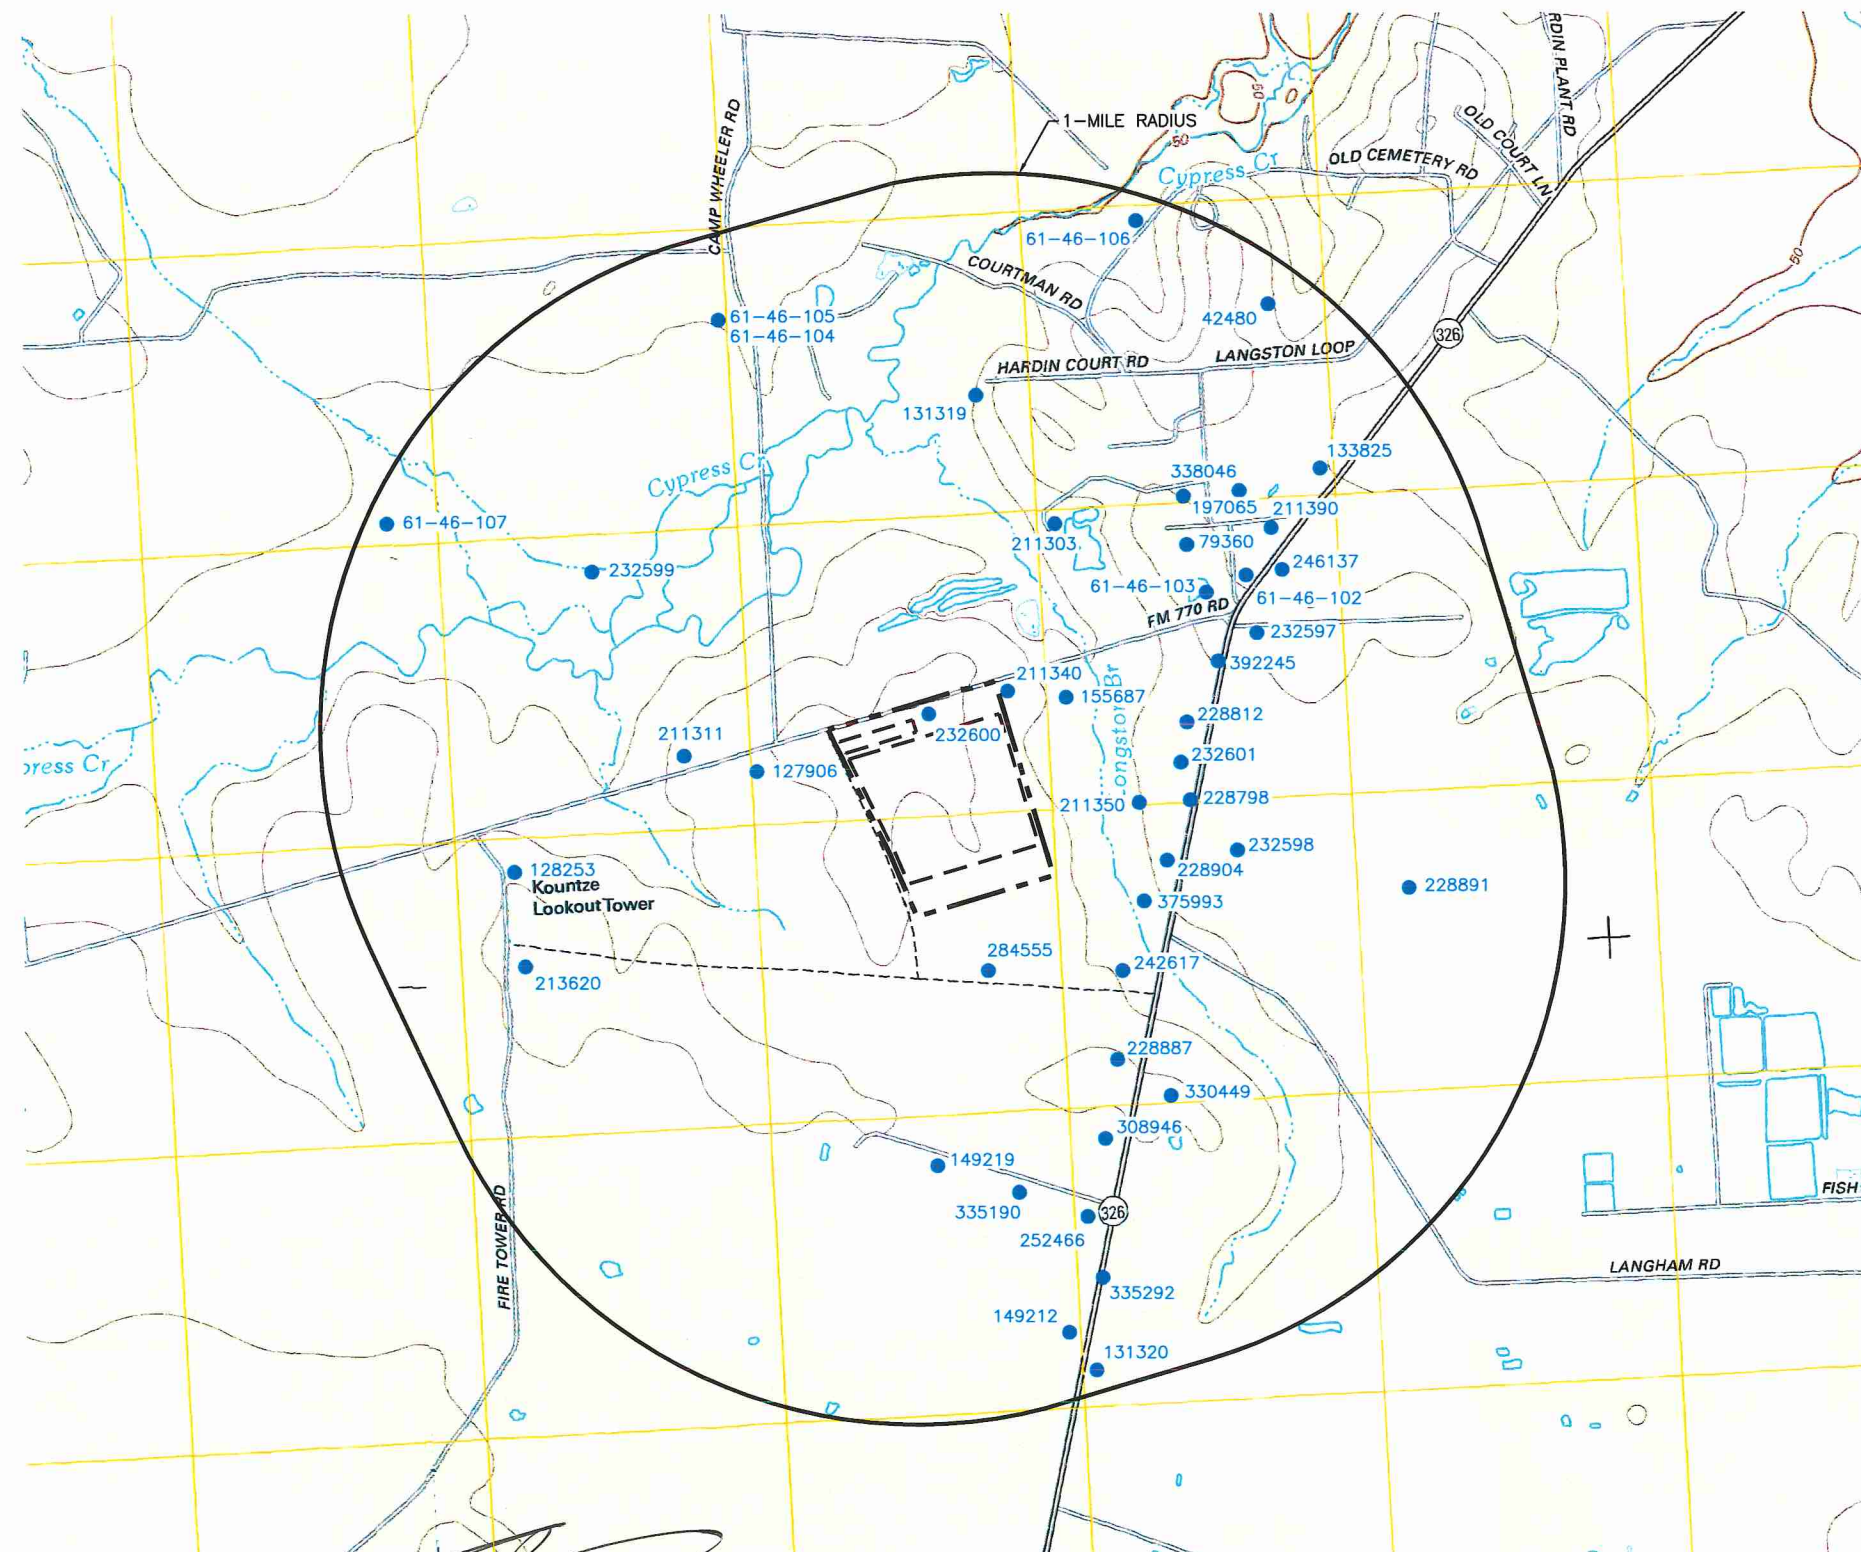 RDIN PLANT RD
50
1-MILE RADIUS
CAMP WHEELER RD
50
OLD COURT LN
OLD CEMETERY RD
Cypress Cr
61-46-106
COURTMAN RD
50
61-46-105
61-46-104
42480
326
HARDIN COURT RD
LANGSTON LOOP
131319
133825
Cypress Cr
338046
197065
211390
61-46-107
211303
79360
246137
232599
61-46-103
61-46-102
FM 770 RD
232597
392245
211340
155687
Longston Br
228812
232600
211311
232601
press Cr
127906
228798
211350
232598
228904
128253
Kountze
Lookout Tower
228891
375993
284555
242617
213620
228887
330449
308946
149219
335190
326
252466
FISH
FIRE TOWER RD
LANGHAM RD
335292
149212
131320